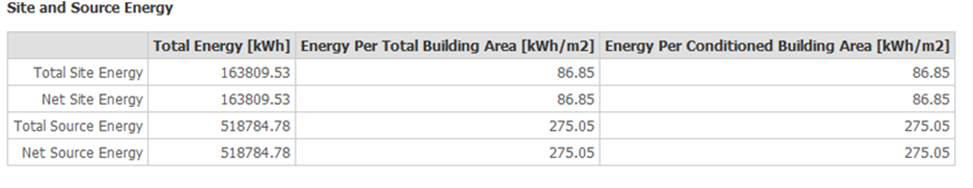 Site and Source Energy
Total Energy [kWh] Energy Per Total Building Area [kWh/m2] Energy Per Conditioned Building Area [kWh/m2]
Total Site Energy 163809.53 86.85 86.85
Net Site Energy 163809.53 86.85 86.85
Total Source Energy 518784.78 275.05 275.05
Net Source Energy 518784.78 275.05 275.05